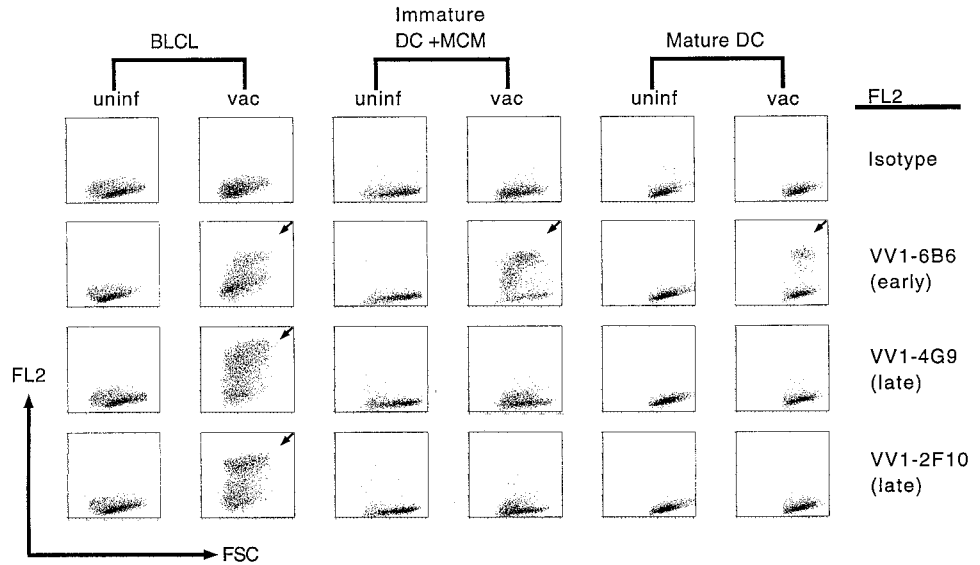 Immature
BLCL DC +MCM Mature DC
uninf vac uninf vac uninf vac FL2
Isotype
VV1-6B6
(early)
VV1-4G9
(late)
FL2
VV1-2F10
(late)
FSC